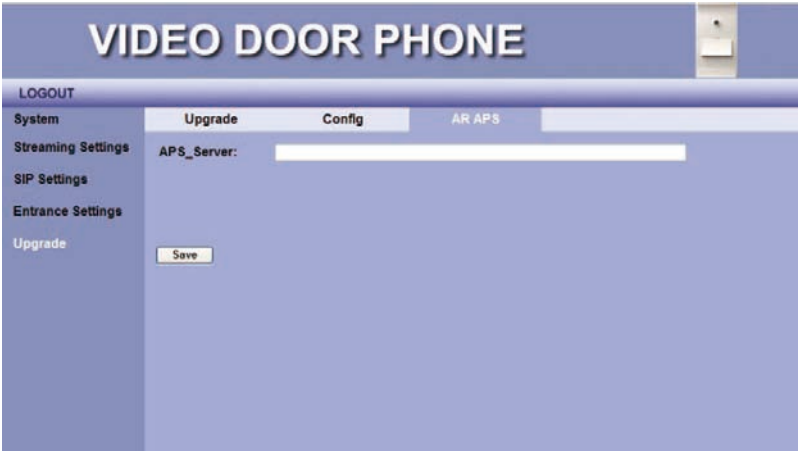 VIDEO DOOR PHONE
LOGOUT
System
Streaming Settings
SIP Settings
Entrance Settings
Upgrade
Upgrade Config AR APS
APS_Server:
Save